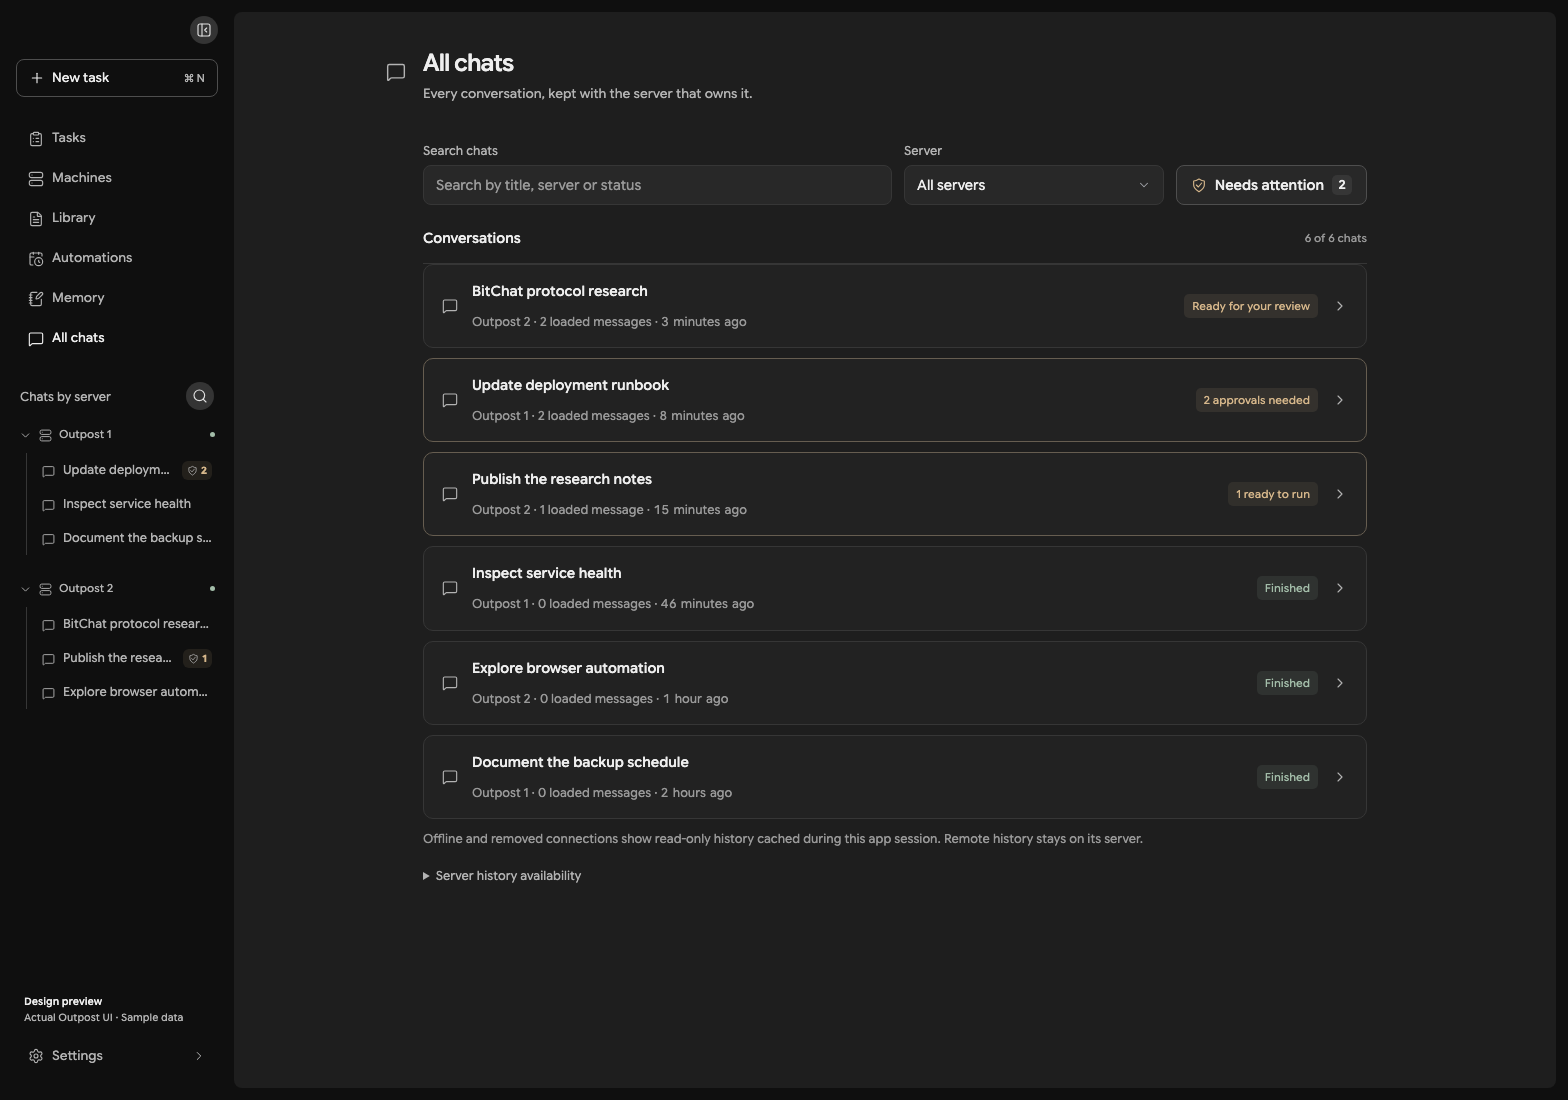 New task
⌘ N
Tasks
Machines
Library
Automations
Memory
All chats
Chats by server
Outpost 1
Update deploym...
2
Inspect service health
Document the backup s...
Outpost 2
BitChat protocol resear...
Publish the resea...
1
Explore browser autom...
Design preview
Actual Outpost UI · Sample data
Settings
All chats
Every conversation, kept with the server that owns it.
Search chats
Server
Search by title, server or status
All servers
Needs attention 2
Conversations
6 of 6 chats
BitChat protocol research
Outpost 2 · 2 loaded messages · 3 minutes ago
Ready for your review
Update deployment runbook
Outpost 1 · 2 loaded messages · 8 minutes ago
2 approvals needed
Publish the research notes
Outpost 2 · 1 loaded message · 15 minutes ago
1 ready to run
Inspect service health
Outpost 1 · 0 loaded messages · 46 minutes ago
Finished
Explore browser automation
Outpost 2 · 0 loaded messages · 1 hour ago
Finished
Document the backup schedule
Outpost 1 · 0 loaded messages · 2 hours ago
Finished
Offline and removed connections show read-only history cached during this app session. Remote history stays on its server.
Server history availability